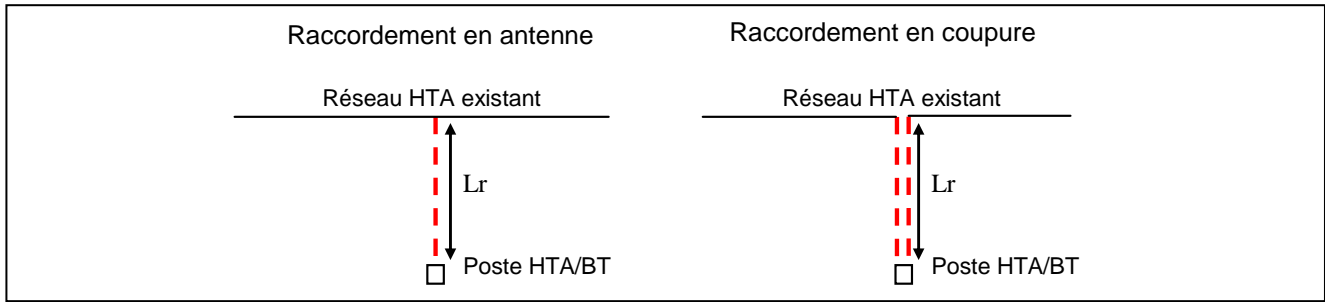 Raccordement en antenne
Réseau HTA existant
Lr
Poste HTA/BT
Raccordement en coupure
Réseau HTA existant
Lr
Poste HTA/BT